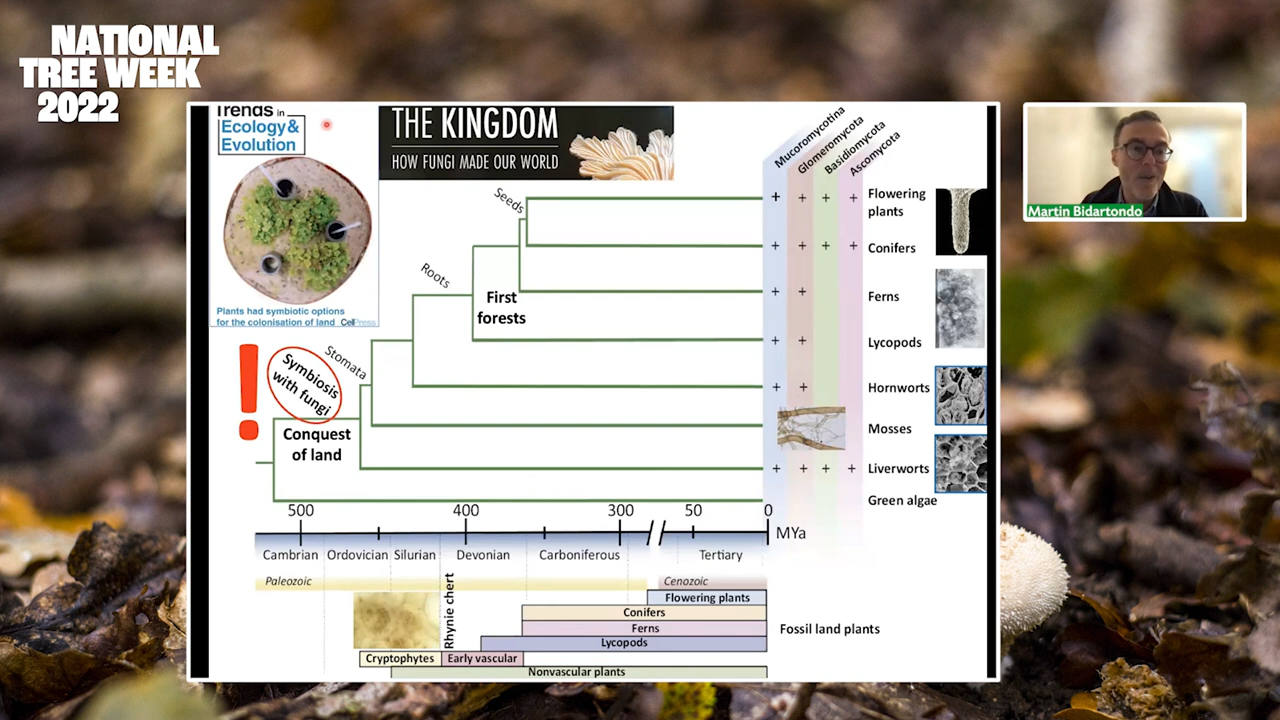 NATIONAL
TREE WEEK
2022
Trends in
Ecology &
Evolution
Plants had symbiotic options
for the colonisation of land CellPress
THE KINGDOM
HOW FUNGI MADE OUR WORLD
Mucoromycotina
Glomeromycota
Basidiomycota
Ascomycota
Martin Bidartondo
Seeds
+ + + + Flowering
plants
+ + + + Conifers
Roots
First
forests
+ + Ferns
+ + Lycopods
Stomata
! Symbiosis
with fungi
+ + Hornworts
Conquest
of land
Mosses
+ + + + Liverworts
Green algae
500 400 300 50 0
MYa
Cambrian Ordovician Silurian Devonian Carboniferous Tertiary
Paleozoic Cenozoic
Rhynie chert
Flowering plants
Conifers
Ferns
Fossil land plants
Lycopods
Cryptophytes Early vascular
Nonvascular plants